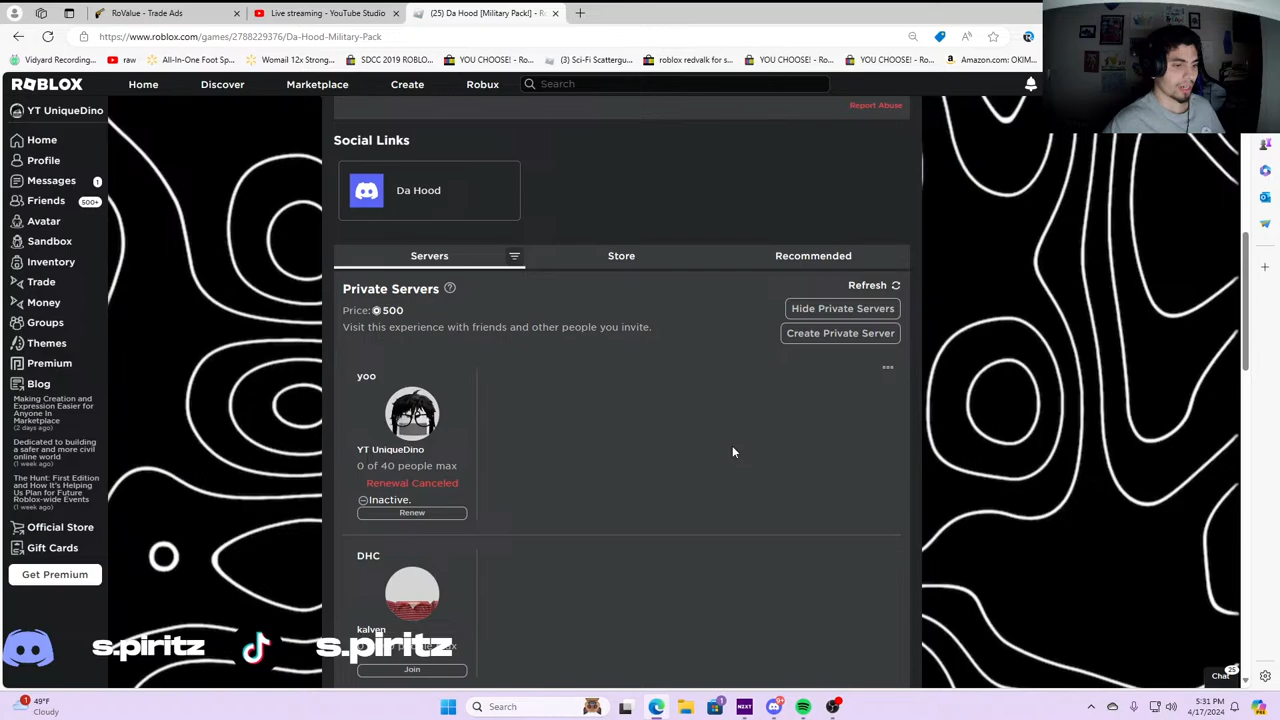 RoValue - Trade Ads
Live streaming - YouTube Studio
(25) Da Hood [Military Pack!] - Ro
https://www.roblox.com/games/2788229376/Da-Hood-Military-Pack
Vidyard Recording...
raw
All-In-One Foot Sp...
Womail 12x Strong...
SDCC 2019 ROBLO...
YOU CHOOSE! - Ro...
(3) Sci-Fi Scattergu...
roblox redvalk for s...
YOU CHOOSE! - Ro...
YOU CHOOSE! - Ro...
Amazon.com: OKIM...
ROBLOX
Home
Discover
Marketplace
Create
Robux
Search
YT UniqueDino
Home
Profile
Messages
1
Friends
500+
Avatar
Sandbox
Inventory
Trade
Money
Groups
Themes
Premium
Blog
Making Creation and
Expression Easier for
Anyone In
Marketplace
(2 days ago)
Dedicated to building
a safer and more civil
online world
(1 week ago)
The Hunt: First Edition
and How it's Helping
Us Plan for Future
Roblox-wide Events
(1 week ago)
Official Store
Gift Cards
Get Premium
Report Abuse
Social Links
Da Hood
Servers
Store
Recommended
Private Servers
Refresh
Price: 500
Hide Private Servers
Visit this experience with friends and other people you invite.
Create Private Server
yoo
YT UniqueDino
0 of 40 people max
Renewal Canceled
Inactive.
Renew
DHC
kalven
Join
s.piritz
s.piritz
Chat
25
49°F
Cloudy
Search
NIXT
5:31 PM
4/17/2024